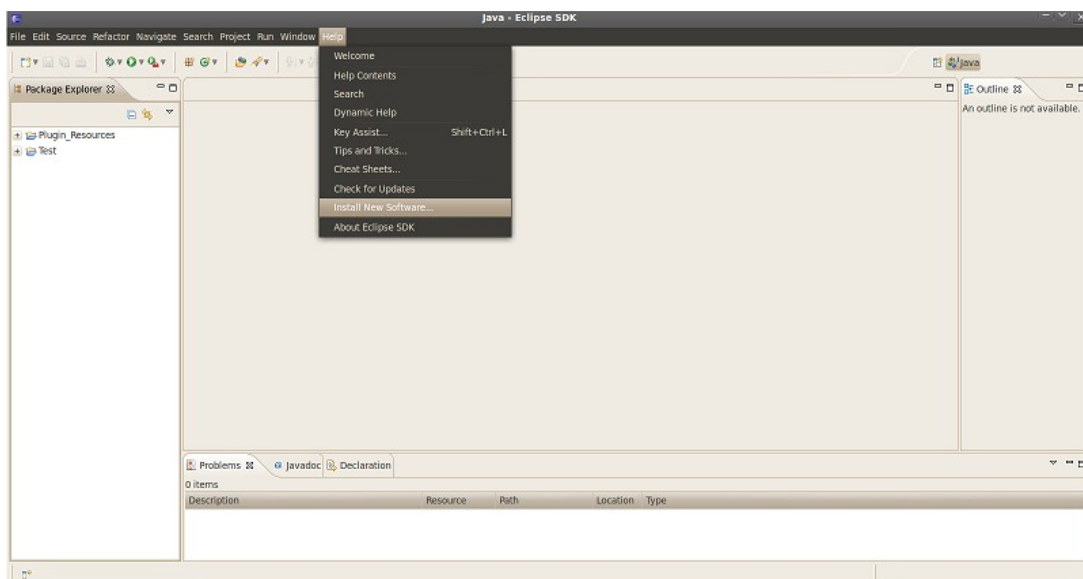 Java - Eclipse SDK
File Edit Source Refactor Navigate Search Project Run Window Help
Welcome
Help Contents
Search
Dynamic Help
Key Assist... Shift+Ctrl+L
Tips and Tricks...
Cheat Sheets...
Check for Updates
Install New Software...
About Eclipse SDK
Java
Package Explorer
Plugin_Resources
Test
Outline
An outline is not available.
Problems Javadoc Declaration
0 items
Description Resource Path Location Type